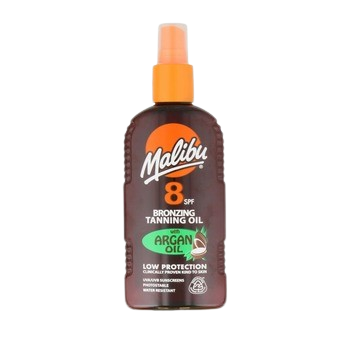 Malibu
8 SPF
BRONZING
TANNING OIL
with
ARGAN
OIL
LOW PROTECTION
CLINICALLY PROVEN KIND TO SKIN
UVA/UVB SUNSCREENS
PHOTOSTABLE
WATER RESISTANT